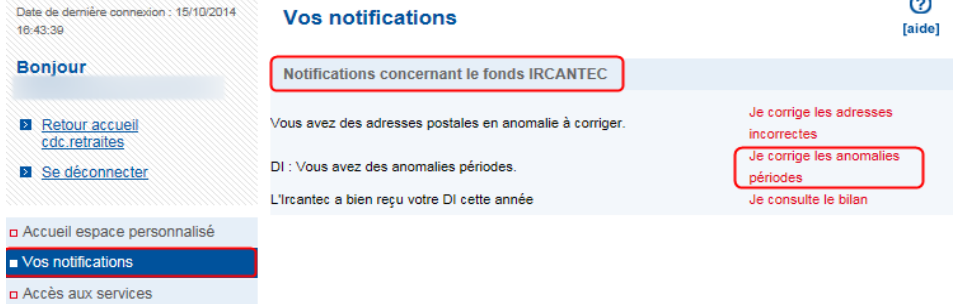 Date de dernière connexion : 15/10/2014
16:43:39
Bonjour
Retour accueil
cdc.retraites
Se déconnecter
Accueil espace personnalisé
Vos notifications
Accès aux services
Vos notifications
?
[aide]
Notifications concernant le fonds IRCANTEC
Vous avez des adresses postales en anomalie à corriger.
Je corrige les adresses
incorrectes
DI : Vous avez des anomalies périodes.
Je corrige les anomalies
périodes
L'Ircantec a bien reçu votre DI cette année
Je consulte le bilan